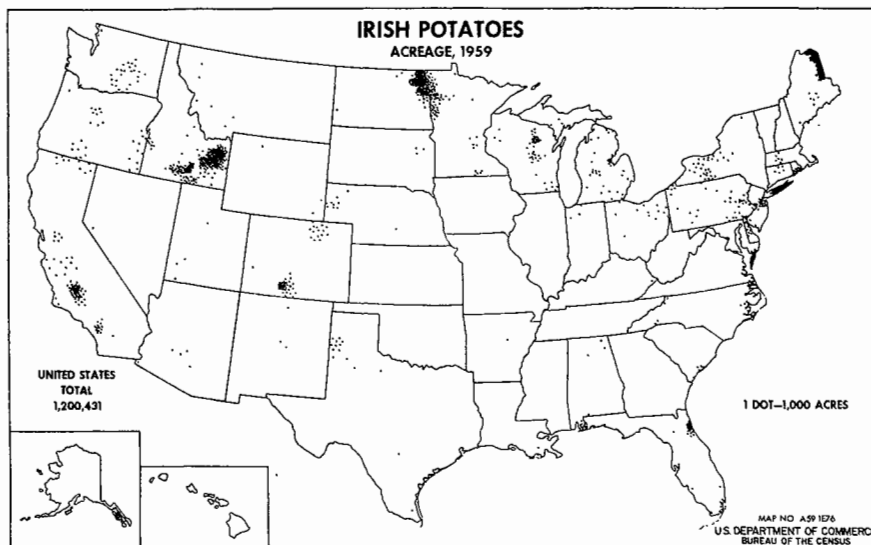 IRISH POTATOES
ACREAGE, 1959
UNITED STATES
TOTAL
1,200,431
1 DOT—1,000 ACRES
MAP NO A59 1E76
U.S. DEPARTMENT OF COMMERC
BUREAU OF THE CENSUS